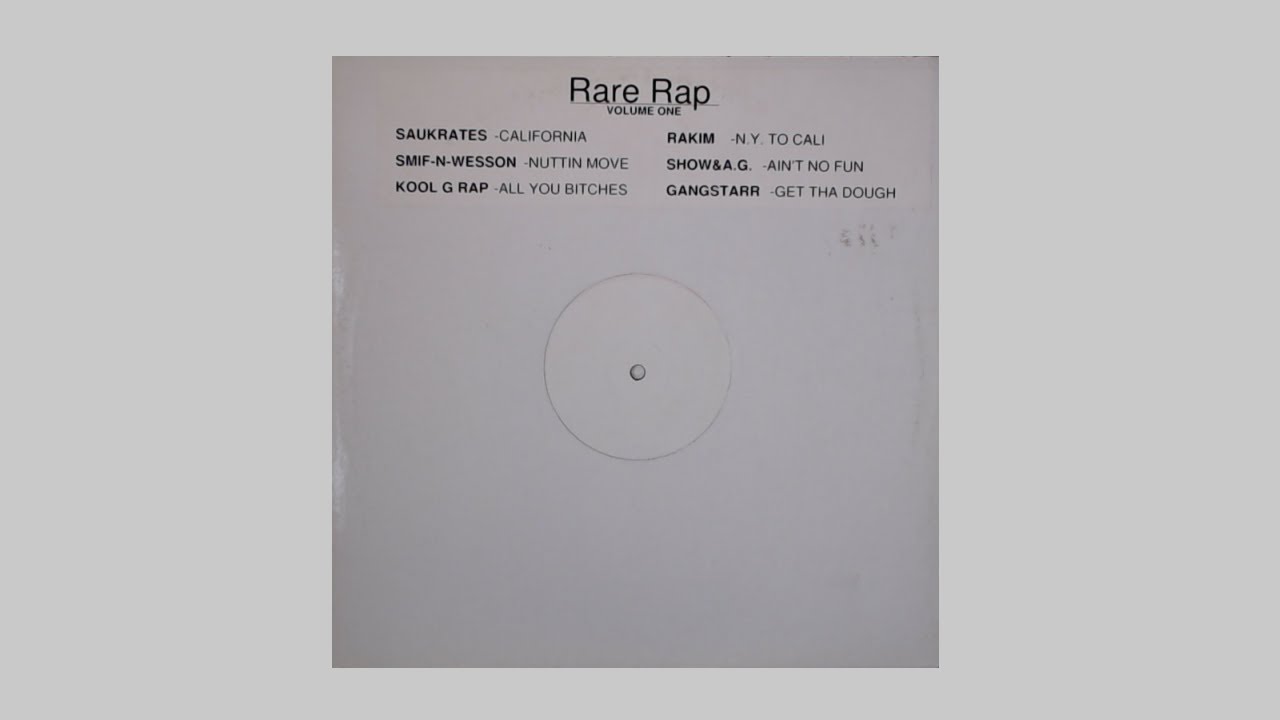 Rare Rap
VOLUME ONE
SAUKRATES -CALIFORNIA
SMIF-N-WESSON -NUTTIN MOVE
KOOL G RAP -ALL YOU BITCHES
RAKIM -N.Y. TO CALI
SHOW&A.G. -AIN'T NO FUN
GANGSTARR -GET THA DOUGH